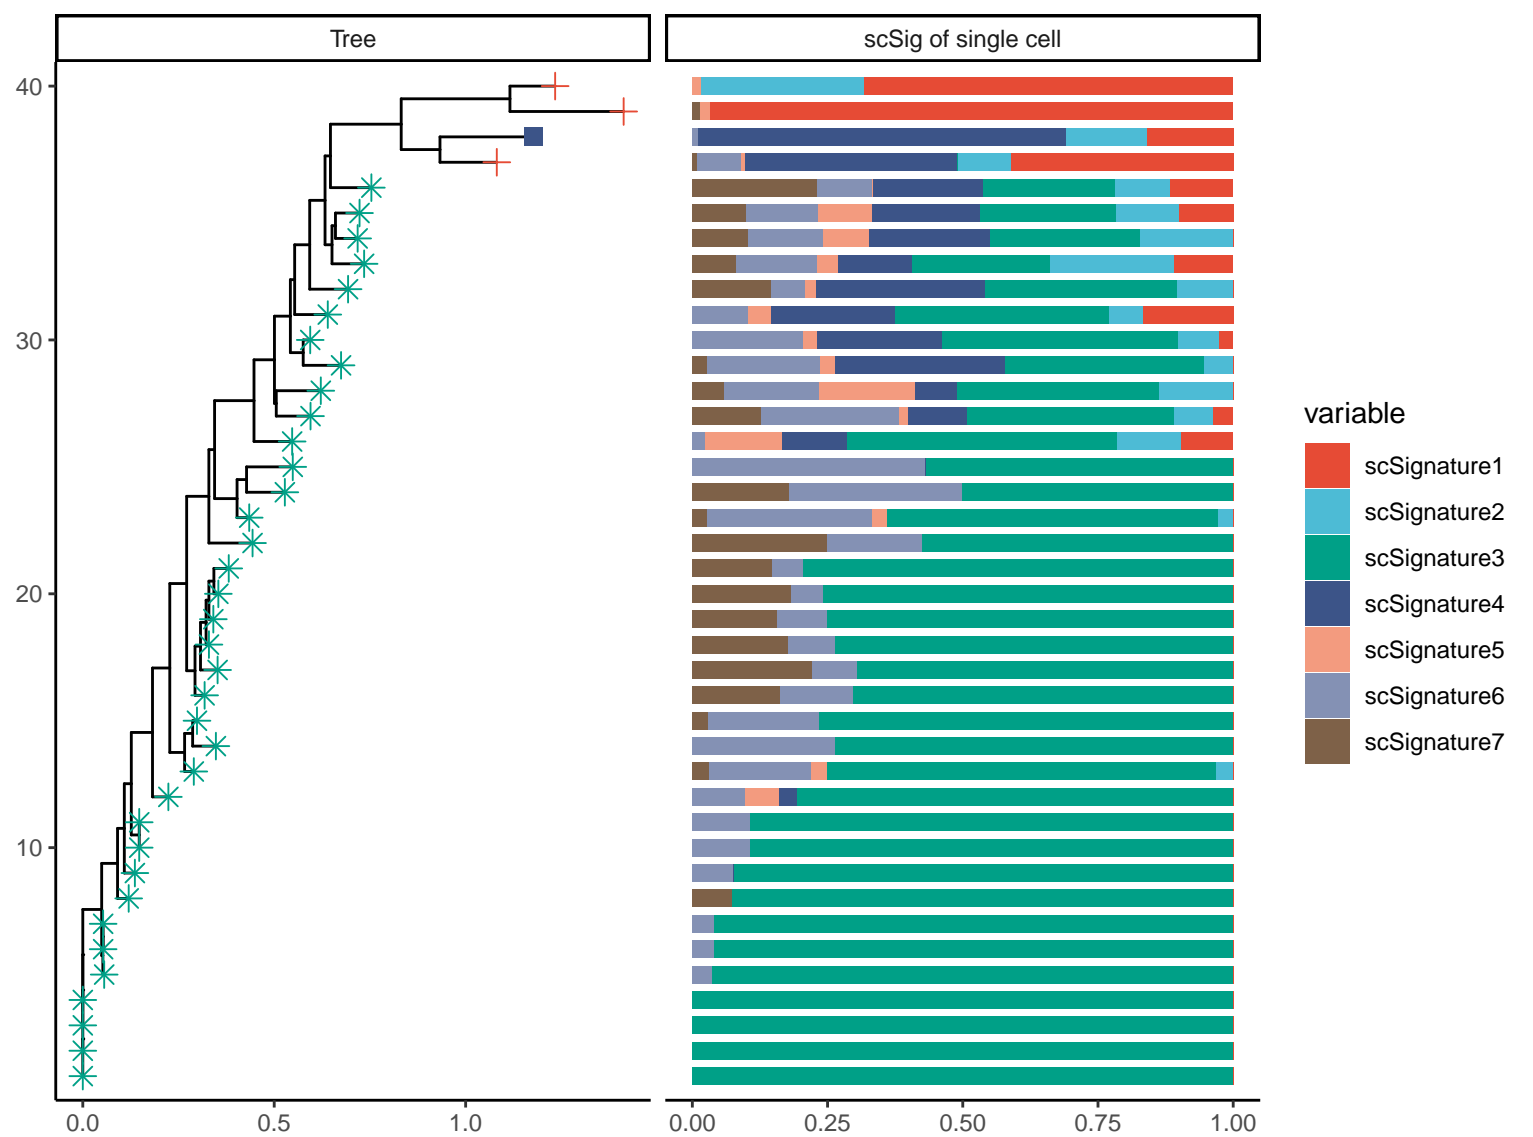 Tree
scSig of single cell
40
30
20
10
0.0
0.5
1.0
0.00
0.25
0.50
0.75
1.00
variable
scSignature1
scSignature2
scSignature3
scSignature4
scSignature5
scSignature6
scSignature7